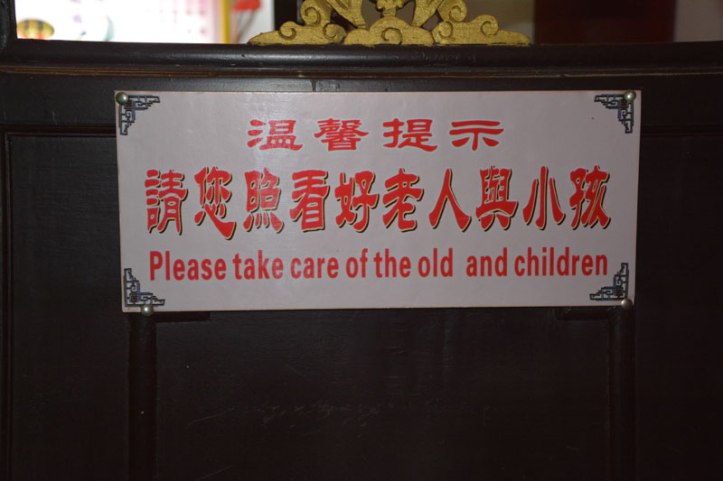 温馨提示
請您照看好老人與小孩
Please take care of the old and children